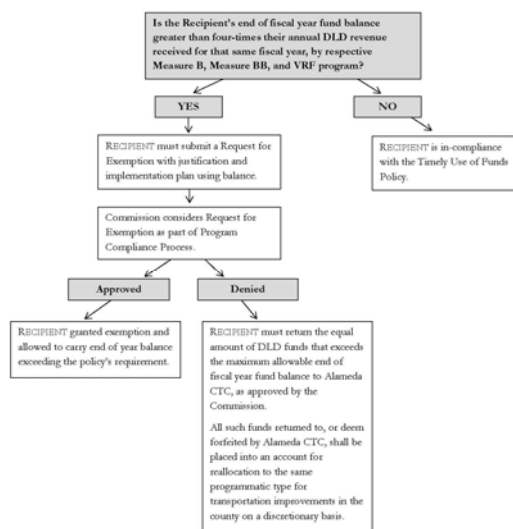 Is the Recipient's end of fiscal year fund balance
greater than four-times their annual DLD revenue
received for that same fiscal year, by respective
Measure B, Measure BB, and VRF program?
YES
NO
RECIPIENT must submit a Request for
Exemption with justification and
implementation plan using balance.
RECIPIENT is in-compliance
with the Timely Use of Funds
Policy.
Commission considers Request for
Exemption as part of Program
Compliance Process.
Approved
Denied
RECIPIENT granted exemption and
allowed to carry end of year balance
exceeding the policy's requirement.
RECIPIENT must return the equal
amount of DLD funds that exceeds the
maximum allowable end of
fiscal year fund balance to Alameda
CTC, as approved by the
Commission.
All such funds returned to, or deem
forfeited by Alameda CTC, shall be
placed into an account for
reallocation to the same
programmatic type for
transportation improvements in the
county on a discretionary basis.